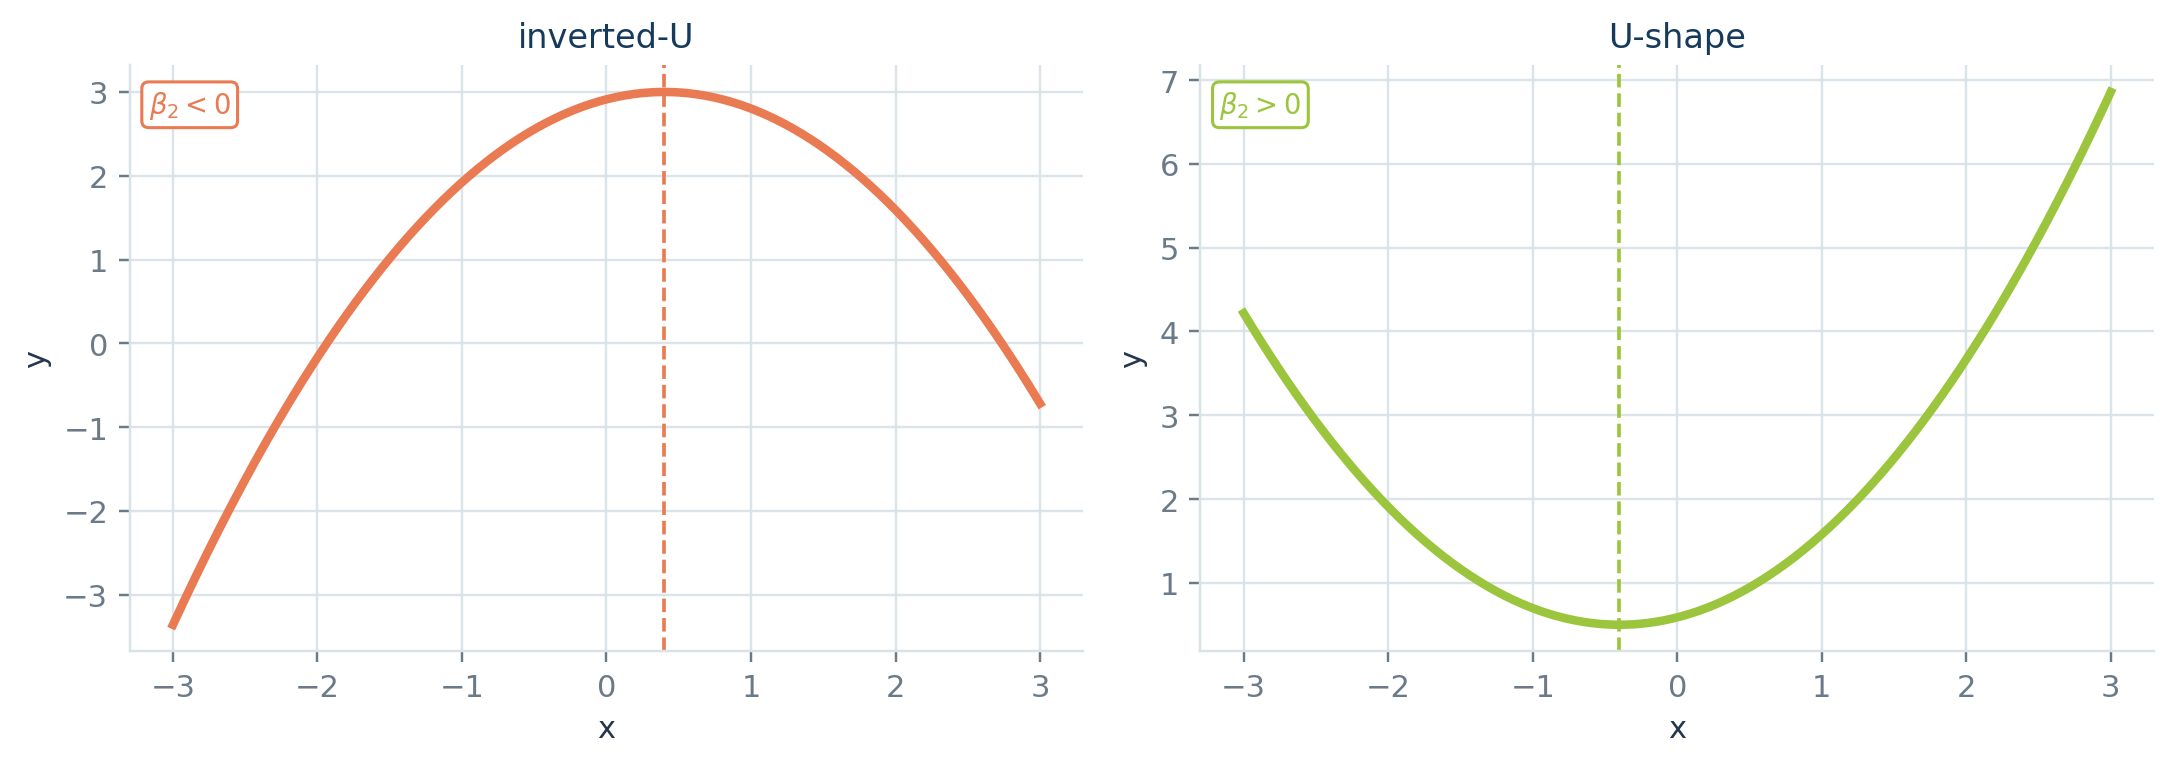 inverted-U
β₂ < 0
3
2
1
0
−1
−2
−3
y
−3 −2 −1 0 1 2 3
x
U-shape
β₂ > 0
7
6
5
4
3
2
1
y
−3 −2 −1 0 1 2 3
x